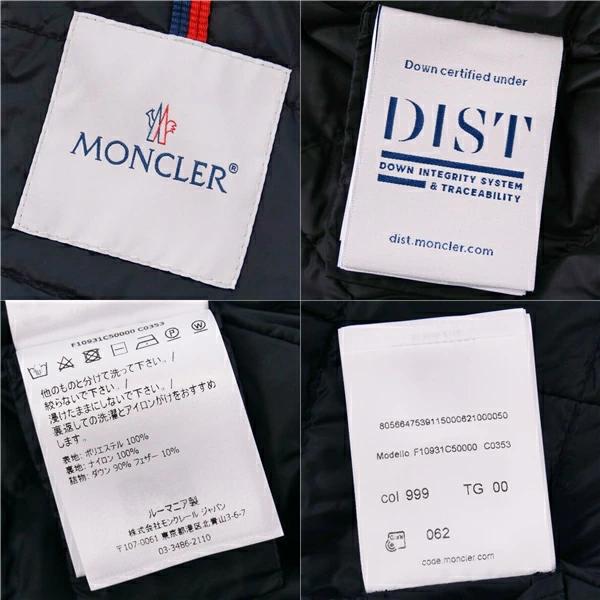 MONCLER®
Down certified under
DIST
DOWN INTEGRITY SYSTEM
& TRACEABILITY
dist.moncler.com
F10931C50000 C0353
他のものと分けて洗って下さい。/
絞らないで下さい。/
浸けたままにしないで下さい。/
裏返しての洗濯とアイロンがけをおすすめ
します。
表地: ポリエステル 100%
裏地: ナイロン 100%
詰物: ダウン 90% フェザー 10%
ルーマニア製
株式会社モンクレール ジャパン
〒107-0061 東京都港区北青山3-6-7
03-3486-2110
8056647539115000621000050
Modello F10931C50000 C0353
col 999 TG 00
062
code.moncler.com